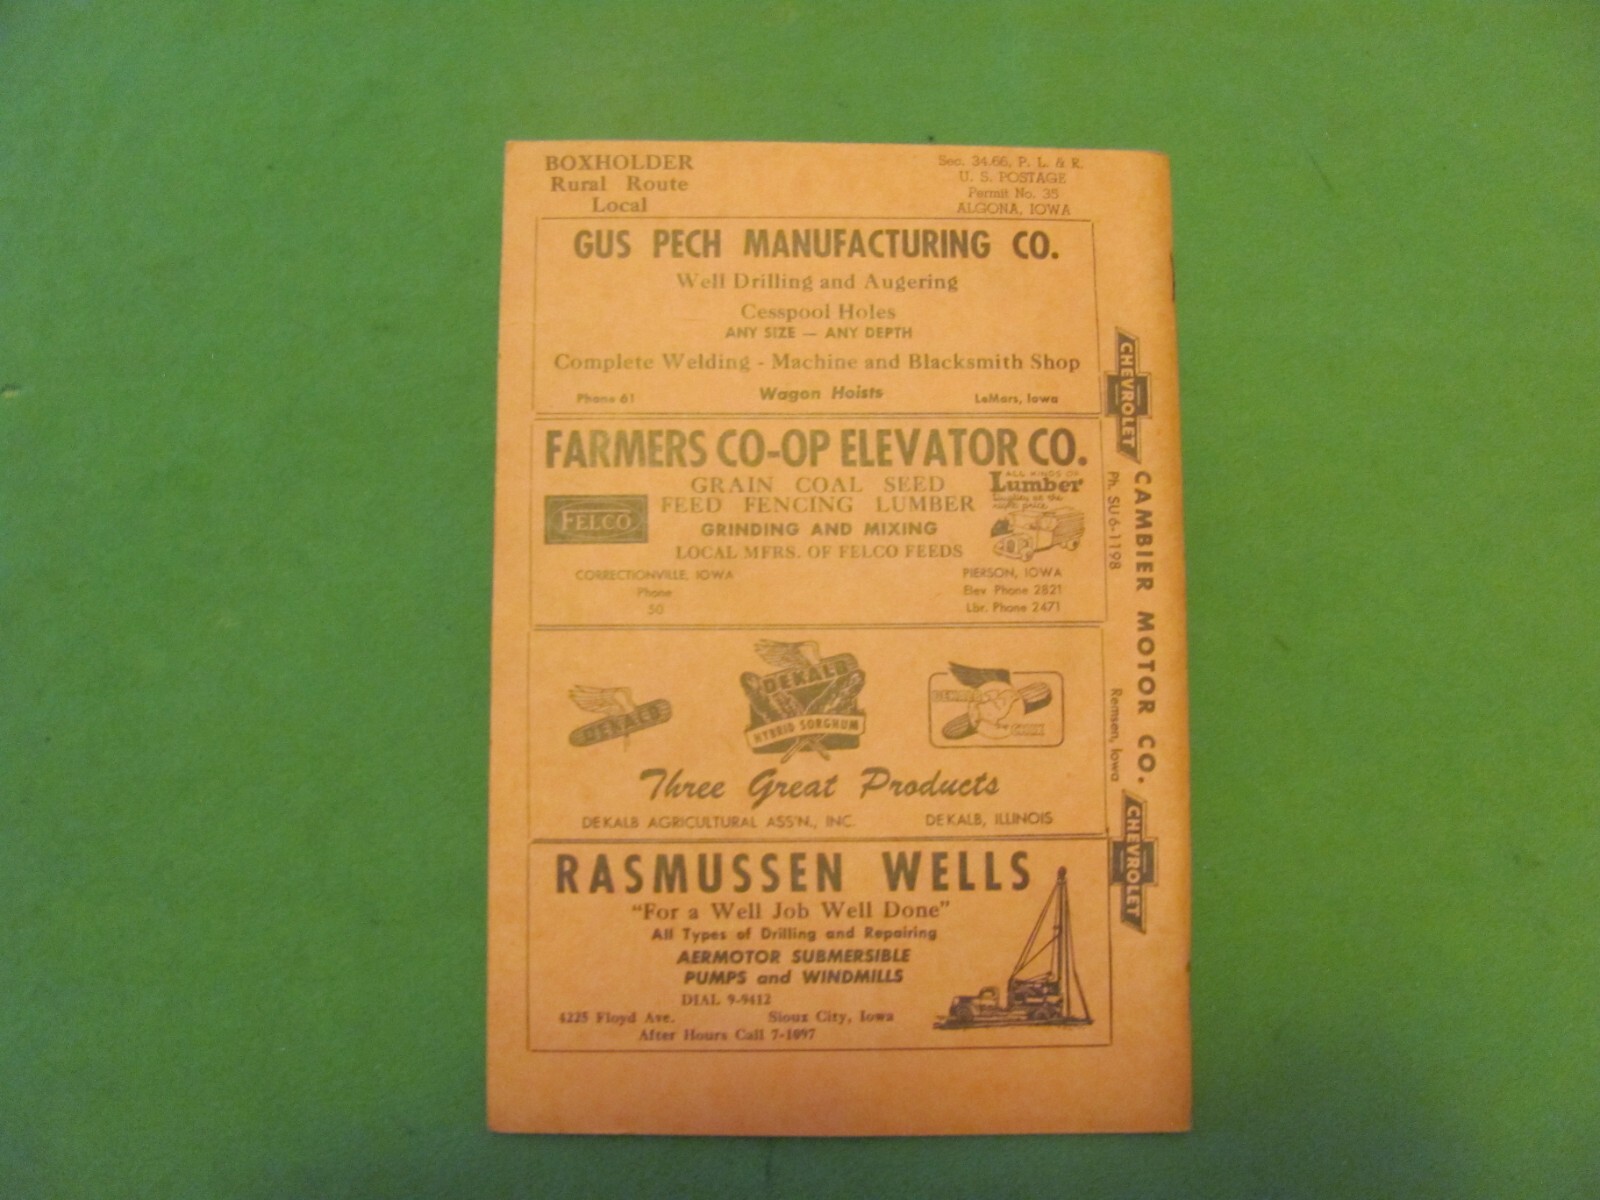 BOXHOLDER
Rural Route
Local
Sec. 34.66, P. L. & R.
U. S. POSTAGE
Permit No. 35
ALGONA, IOWA
GUS PECH MANUFACTURING CO.
Well Drilling and Augering
Cesspool Holes
ANY SIZE — ANY DEPTH
Complete Welding - Machine and Blacksmith Shop
Phone 61
Wagon Hoists
LeMars, Iowa
FARMERS CO-OP ELEVATOR CO.
GRAIN COAL SEED
FEED FENCING LUMBER
GRINDING AND MIXING
LOCAL MFRS. OF FELCO FEEDS
FELCO
ALL KINDS OF
Lumber
CORRECTIONVILLE, IOWA
Phone
50
PIERSON, IOWA
Elev Phone 2821
Lbr. Phone 2471
DEKALB
DEKALB
HYBRID SORGHUM
DEKALB
Three Great Products
DEKALB AGRICULTURAL ASS'N., INC.
DEKALB, ILLINOIS
RASMUSSEN WELLS
"For a Well Job Well Done"
All Types of Drilling and Repairing
AERMOTOR SUBMERSIBLE
PUMPS and WINDMILLS
DIAL 9-9412
4225 Floyd Ave.
Sioux City, Iowa
After Hours Call 7-1097
CHEVROLET
CAMBIER MOTOR CO.
Ph. SU 6-1198
Remsen, Iowa
CHEVROLET